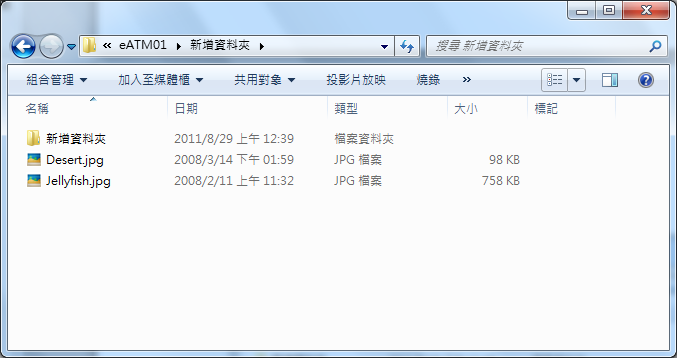 « eATM01 ▸ 新增資料夾 ▸ 搜尋 新增資料夾
組合管理 加入至媒體櫃 共用對象 投影片放映 燒錄 »
名稱 日期 類型 大小 標記
新增資料夾 2011/8/29 上午 12:39 檔案資料夾
Desert.jpg 2008/3/14 下午 01:59 JPG 檔案 98 KB
Jellyfish.jpg 2008/2/11 上午 11:32 JPG 檔案 758 KB